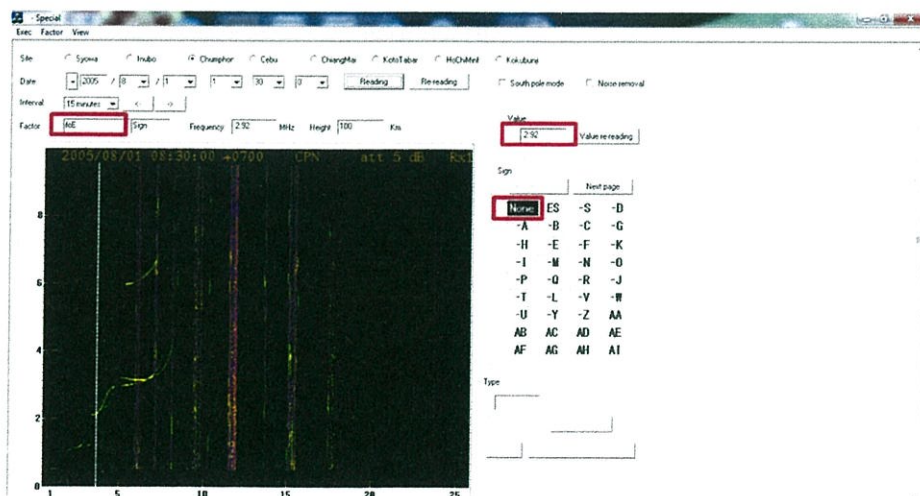 - Special
Exec Factor View
Site Syowa Inubo Chumphor Cebu ChiangMai KotoTabar HoChiMinl Kokubunji
Date 2005 / 8 / 1 1 30 0 Reading Re-reading South pole mode Noise removal
Interval 15 minutes <- ->
Factor foE Sign Frequency 2.92 MHz Height 100 Km
Value
2.92 Value re-reading
2005/08/01 08:30:00 +0700 CPN att 5 dB Rx1
Sign
Next page
None ES -S -D
-A -B -C -G
-H -E -F -K
-I -M -N -O
-P -Q -R -J
-T -L -V -W
-U -Y -Z AA
AB AC AD AE
AF AG AH AI
Type
8
6
4
2
0
1 5 10 15 20 25